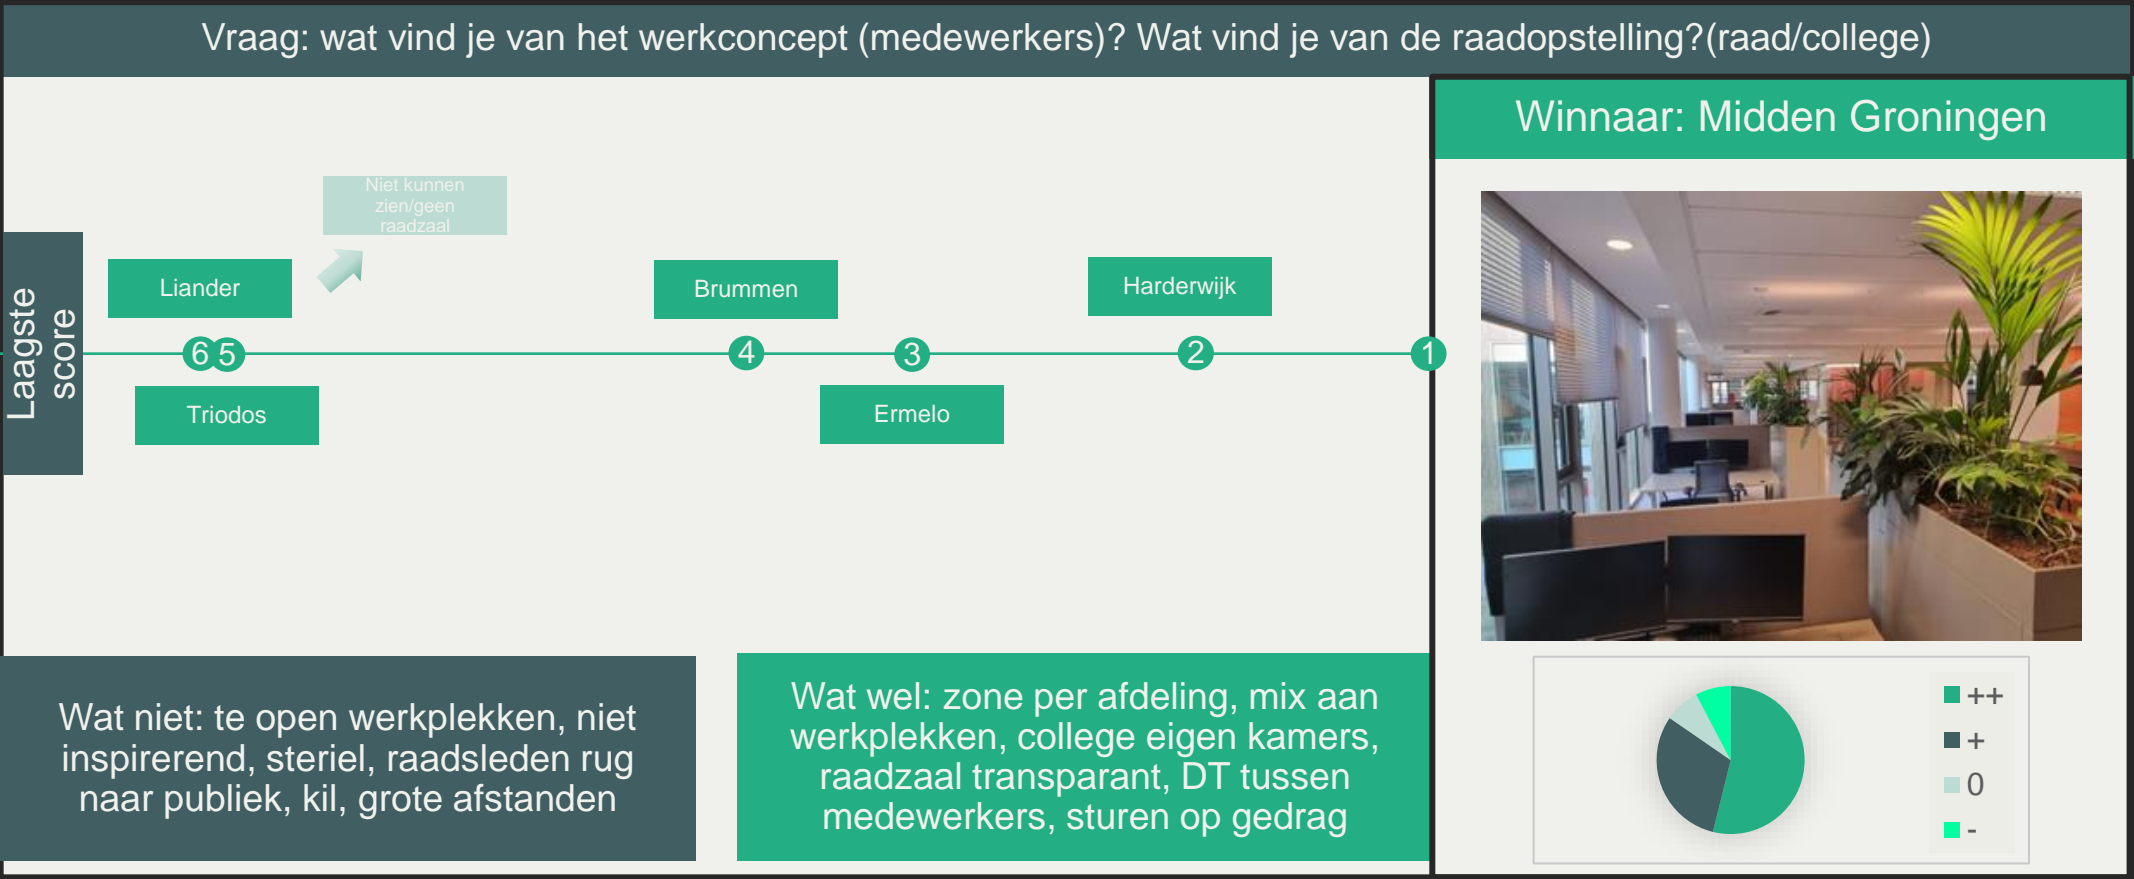 Vraag: wat vind je van het werkconcept (medewerkers)? Wat vind je van de raadopstelling?(raad/college)
Winnaar: Midden Groningen
Niet kunnen
zien/geen
raadzaal
Laagste
score
Liander
Brummen
Harderwijk
6
5
4
3
2
1
Triodos
Ermelo
Wat niet: te open werkplekken, niet
inspirerend, steriel, raadsleden rug
naar publiek, kil, grote afstanden
Wat wel: zone per afdeling, mix aan
werkplekken, college eigen kamers,
raadzaal transparant, DT tussen
medewerkers, sturen op gedrag
++
+
0
-